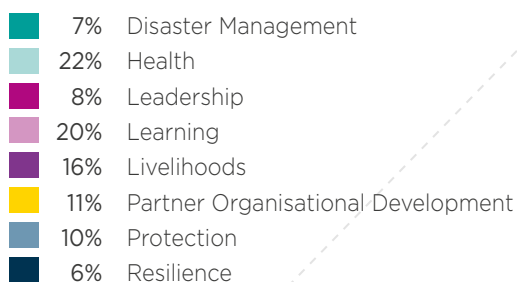 7% Disaster Management
22% Health
8% Leadership
20% Learning
16% Livelihoods
11% Partner Organisational Development
10% Protection
6% Resilience